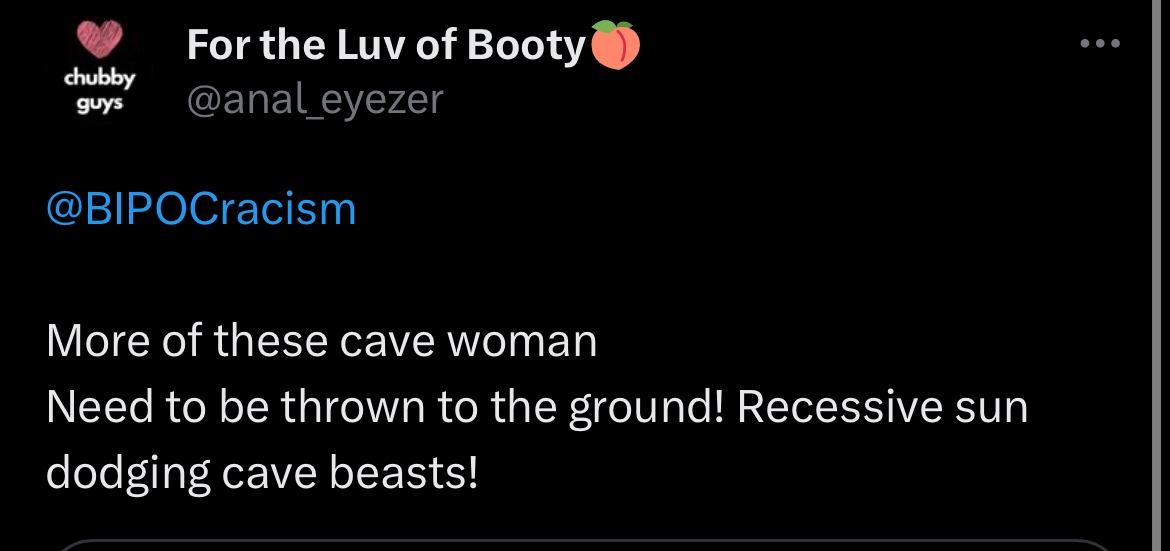 chubby
guys
For the Luv of Booty🍑
@anal_eyezer
@BIPOCracism
More of these cave woman
Need to be thrown to the ground! Recessive sun
dodging cave beasts!